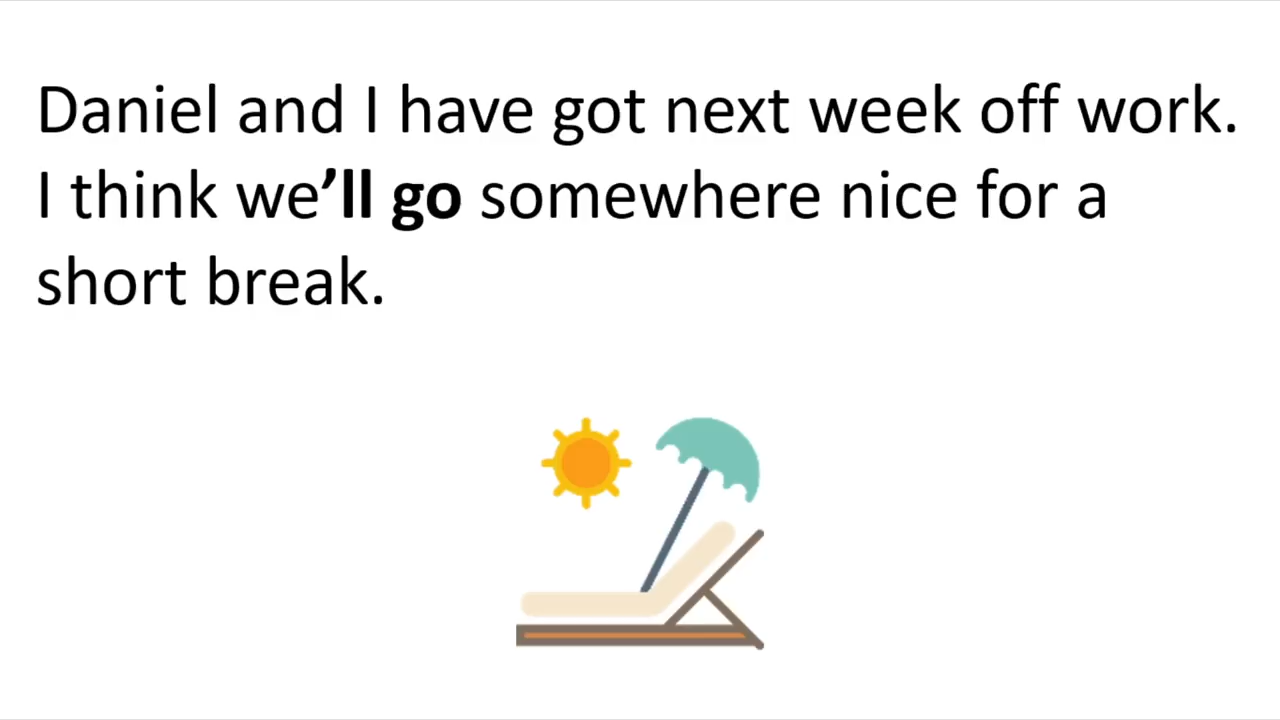 Daniel and I have got next week off work.
I think we’ll go somewhere nice for a
short break.